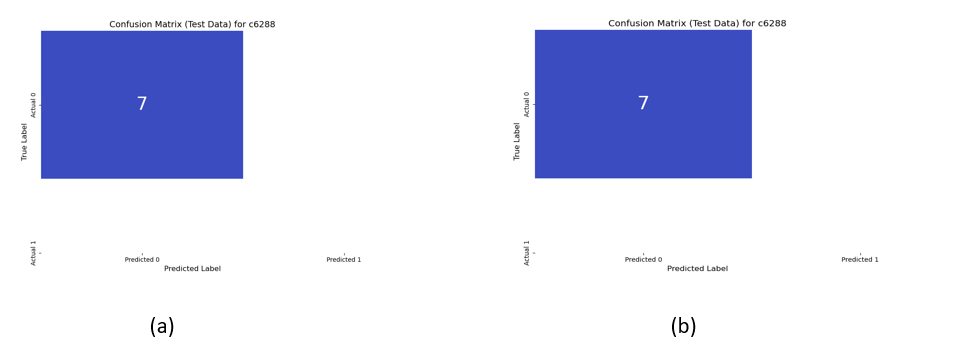 Confusion Matrix (Test Data) for c6288
7
Actual 0
True Label
Actual 1
Predicted 0
Predicted 1
Predicted Label
(a)
Confusion Matrix (Test Data) for c6288
7
Actual 0
True Label
Actual 1
Predicted 0
Predicted 1
Predicted Label
(b)